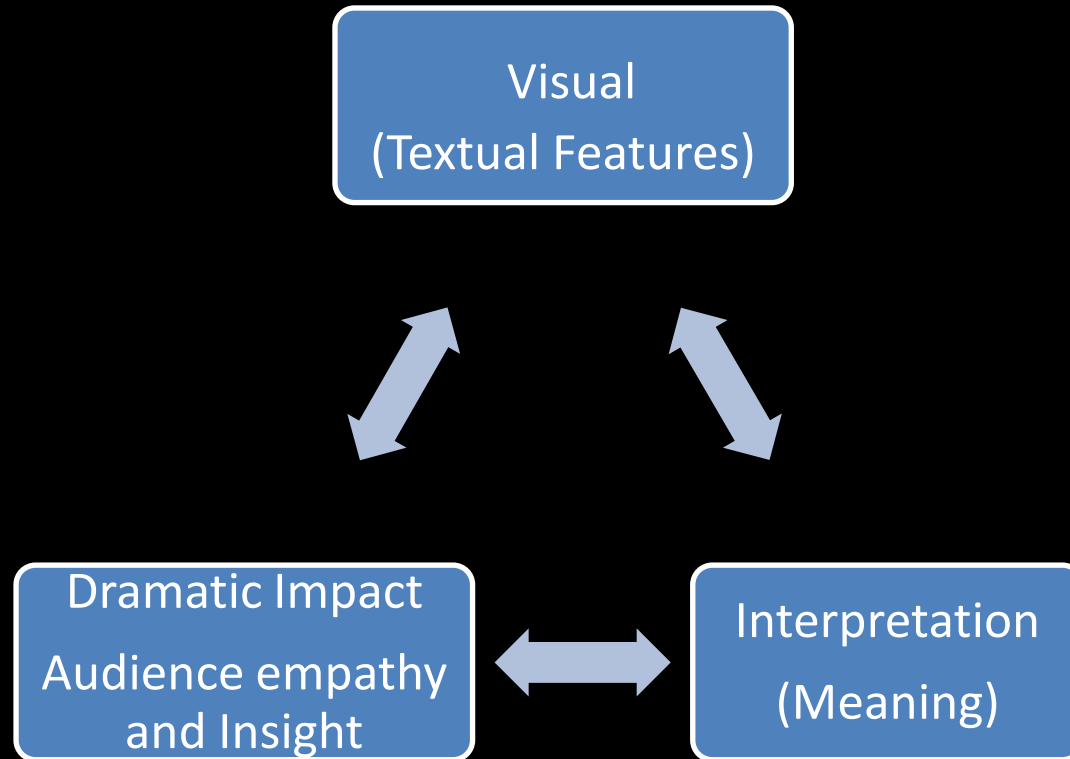 Visual
(Textual Features)
Dramatic Impact
Audience empathy
and Insight
Interpretation
(Meaning)